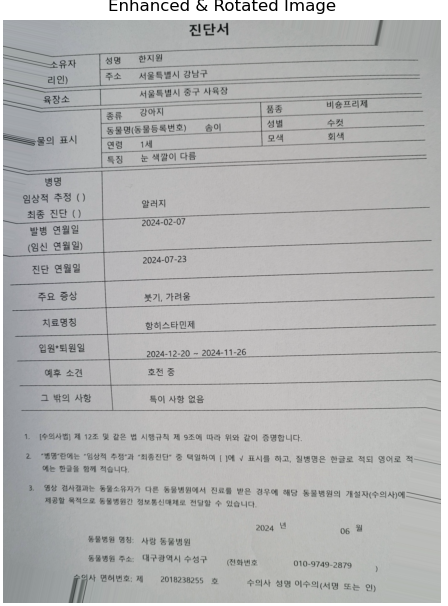 Enhanced & Rotated Image
진단서
소유자
리인)
성명 한지원
주소 서울특별시 강남구
육장소 서울특별시 중구 사육장
물의 표시
종류 강아지 품종 비숑프리제
동물명(동물등록번호) 송이 성별 수컷
연령 1세 모색 회색
특징 눈 색깔이 다름
병명
임상적 추정 ( )
최종 진단 ( )
알러지
발병 연월일
(임신 연월일)
2024-02-07
진단 연월일 2024-07-23
주요 증상 붓기, 가려움
치료명칭 항히스타민제
입원*퇴원일 2024-12-20 ~ 2024-11-26
예후 소견 호전 중
그 밖의 사항 특이 사항 없음
1. [수의사법] 제 12조 및 같은 법 시행규칙 제 9조에 따라 위와 같이 증명합니다.
2. "병명"란에는 "임상적 추정"과 "최종진단" 중 택일하여 [ ]에 √ 표시를 하고, 질병명은 한글로 적되 영어로 적
에는 한글을 함께 적습니다.
3. 영상 검사결과는 동물소유자가 다른 동물병원에서 진료를 받은 경우에 해당 동물병원의 개설자(수의사)에
제공할 목적으로 동물병원간 정보통신매체로 전달할 수 있습니다.
2024 년 06 월
동물병원 명칭: 사랑 동물병원
동물병원 주소: 대구광역시 수성구 (전화번호 010-9749-2879 )
수의사 면허번호: 제 2018238255 호 수의사 성명 이수의(서명 또는 인)